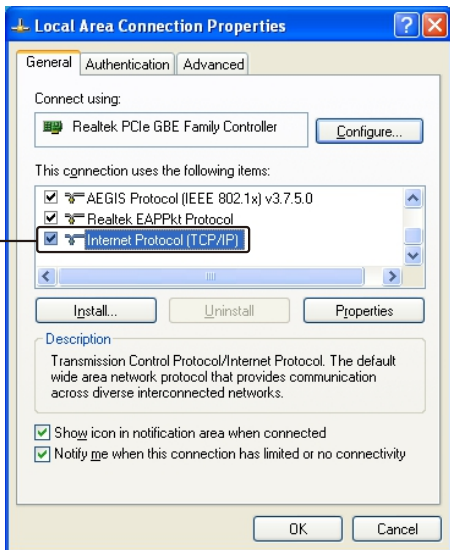 Local Area Connection Properties
General Authentication Advanced
Connect using:
Realtek PCIe GBE Family Controller Configure...
This connection uses the following items:
AEGIS Protocol (IEEE 802.1x) v3.7.5.0
Realtek EAPPkt Protocol
Internet Protocol (TCP/IP)
Install... Uninstall Properties
Description
Transmission Control Protocol/Internet Protocol. The default
wide area network protocol that provides communication
across diverse interconnected networks.
Show icon in notification area when connected
Notify me when this connection has limited or no connectivity
OK Cancel